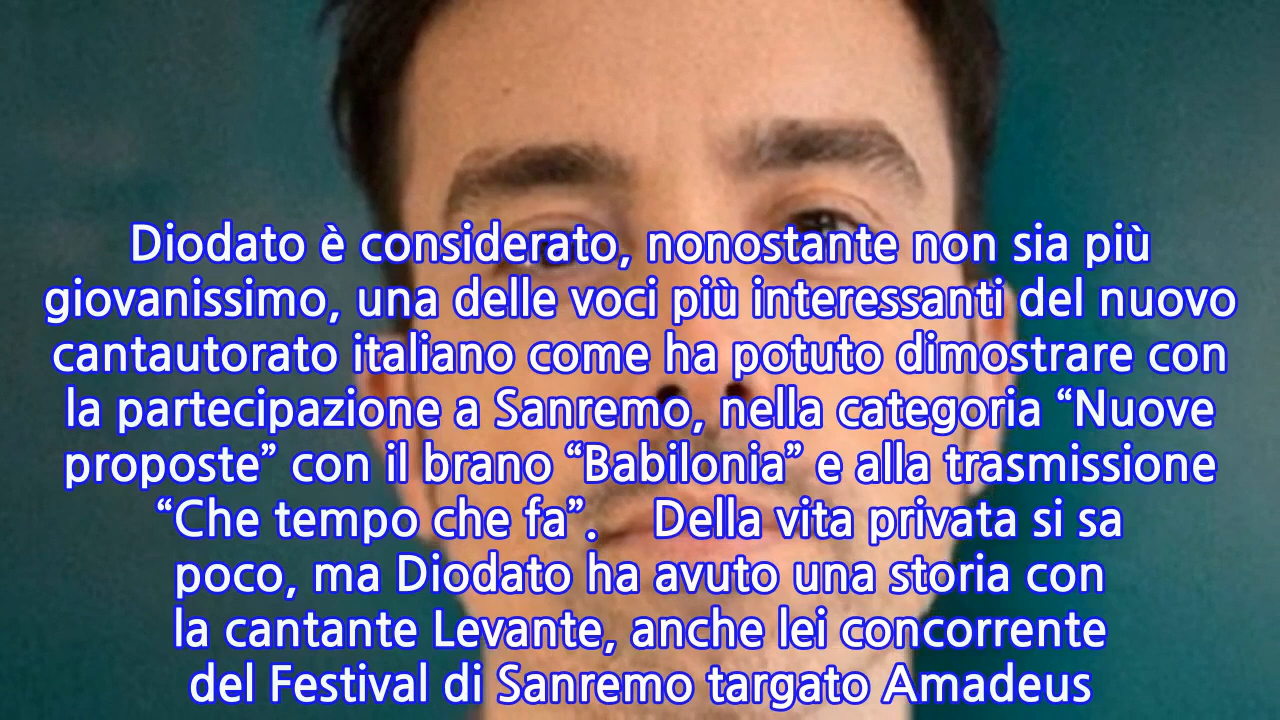 Diodato è considerato, nonostante non sia più
giovanissimo, una delle voci più interessanti del nuovo
cantautorato italiano come ha potuto dimostrare con
la partecipazione a Sanremo, nella categoria “Nuove
proposte” con il brano “Babilonia” e alla trasmissione
“Che tempo che fa”.    Della vita privata si sa
poco, ma Diodato ha avuto una storia con
la cantante Levante, anche lei concorrente
del Festival di Sanremo targato Amadeus